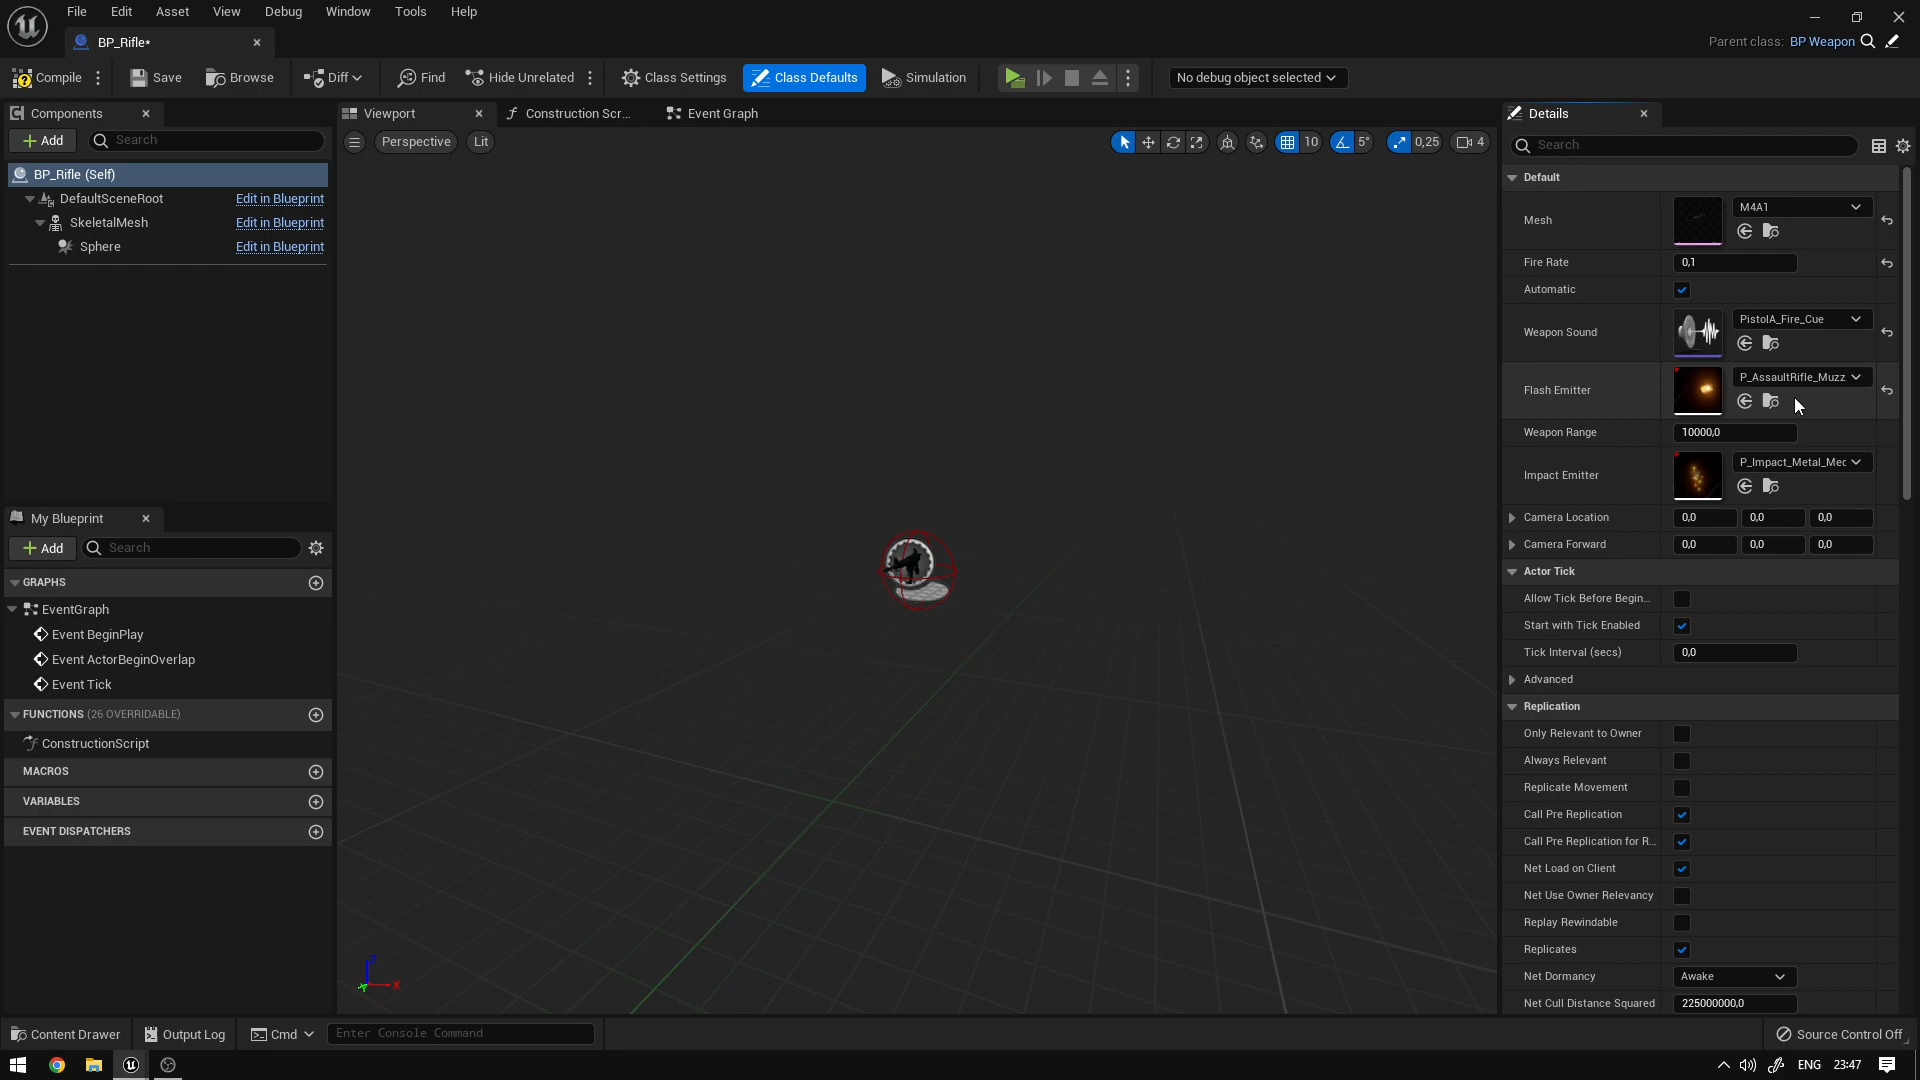 File Edit Asset View Debug Window Tools Help
BP_Rifle*
Parent class: BP Weapon
Compile Save Browse Diff Find Hide Unrelated Class Settings Class Defaults Simulation No debug object selected
Components
Viewport Construction Scr... Event Graph
Details
Add Search
Perspective Lit
10 5° 0,25 4
Search
BP_Rifle (Self)
DefaultSceneRoot Edit in Blueprint
SkeletalMesh Edit in Blueprint
Sphere Edit in Blueprint
My Blueprint
Add Search
GRAPHS
EventGraph
Event BeginPlay
Event ActorBeginOverlap
Event Tick
FUNCTIONS (26 OVERRIDABLE)
ConstructionScript
MACROS
VARIABLES
EVENT DISPATCHERS
Z
Y X
Default
Mesh M4A1
Fire Rate 0,1
Automatic
Weapon Sound PistolA_Fire_Cue
Flash Emitter P_AssaultRifle_Muzz
Weapon Range 10000,0
Impact Emitter P_Impact_Metal_Mec
Camera Location 0,0 0,0 0,0
Camera Forward 0,0 0,0 0,0
Actor Tick
Allow Tick Before Begin...
Start with Tick Enabled
Tick Interval (secs) 0,0
Advanced
Replication
Only Relevant to Owner
Always Relevant
Replicate Movement
Call Pre Replication
Call Pre Replication for R...
Net Load on Client
Net Use Owner Relevancy
Replay Rewindable
Replicates
Net Dormancy Awake
Net Cull Distance Squared 225000000,0
Content Drawer Output Log Cmd Enter Console Command Source Control Off
ENG 23:47